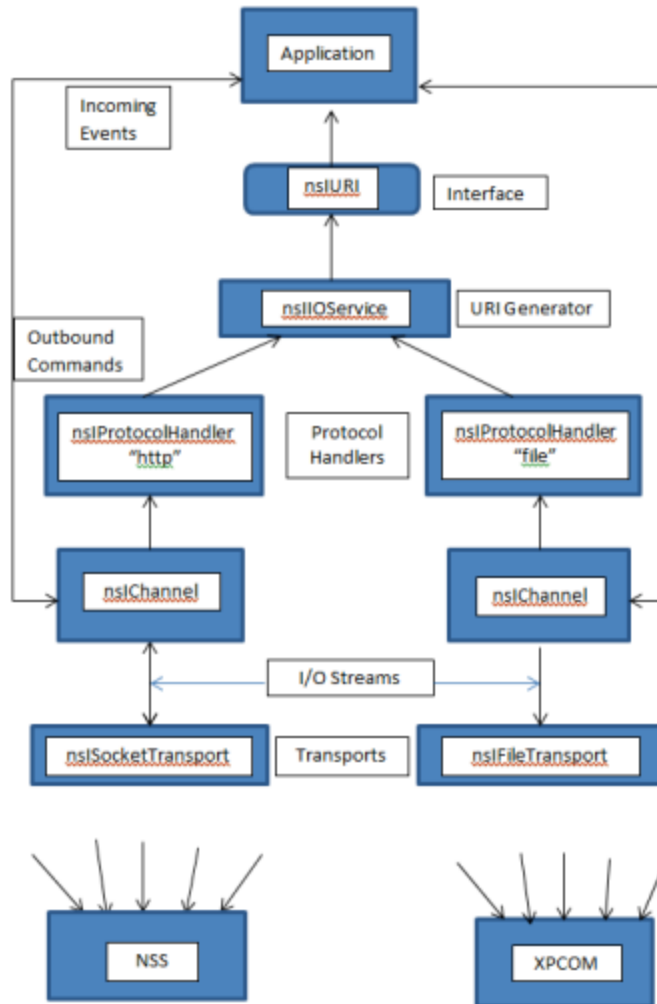 Application
Incoming
Events
nsIURI
Interface
nsIIOService
URI Generator
Outbound
Commands
nsIProtocolHandler
“http”
Protocol
Handlers
nsIProtocolHandler
“file”
nsIChannel
nsIChannel
I/O Streams
nsISocketTransport
Transports
nsIFileTransport
NSS
XPCOM